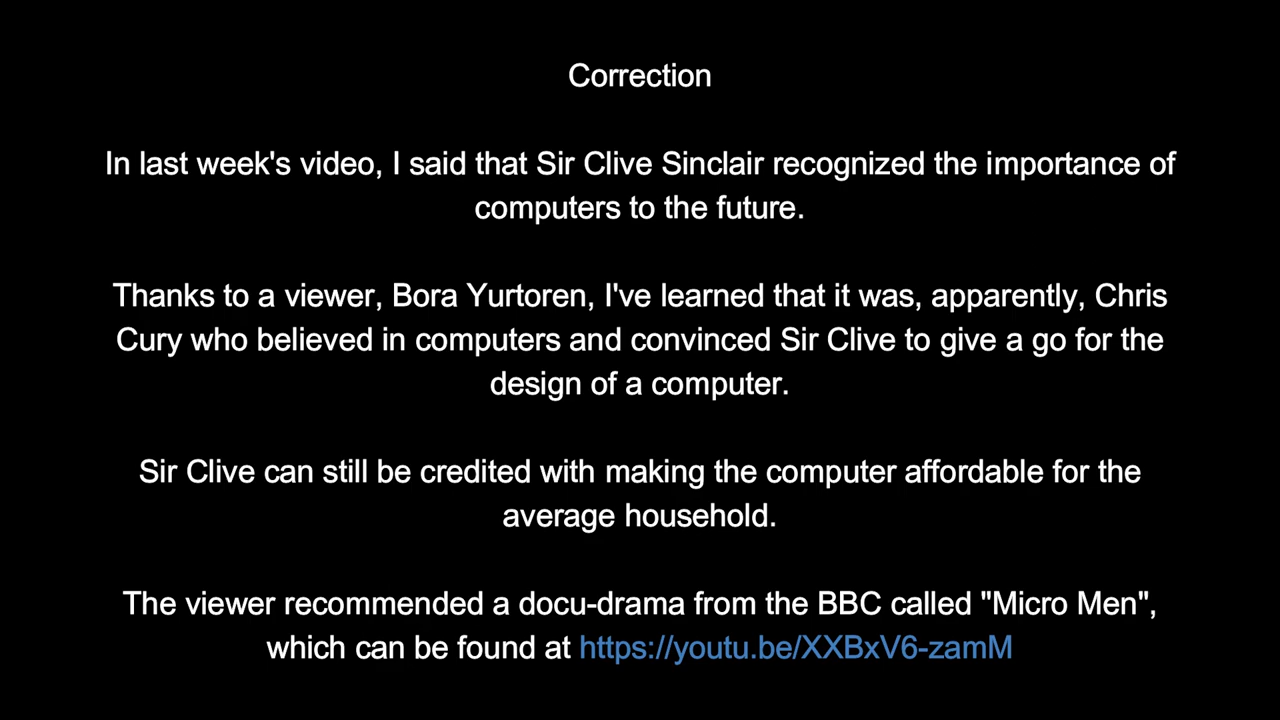 Correction
In last week's video, I said that Sir Clive Sinclair recognized the importance of
computers to the future.
Thanks to a viewer, Bora Yurtoren, I've learned that it was, apparently, Chris
Cury who believed in computers and convinced Sir Clive to give a go for the
design of a computer.
Sir Clive can still be credited with making the computer affordable for the
average household.
The viewer recommended a docu-drama from the BBC called "Micro Men",
which can be found at https://youtu.be/XXBxV6-zamM